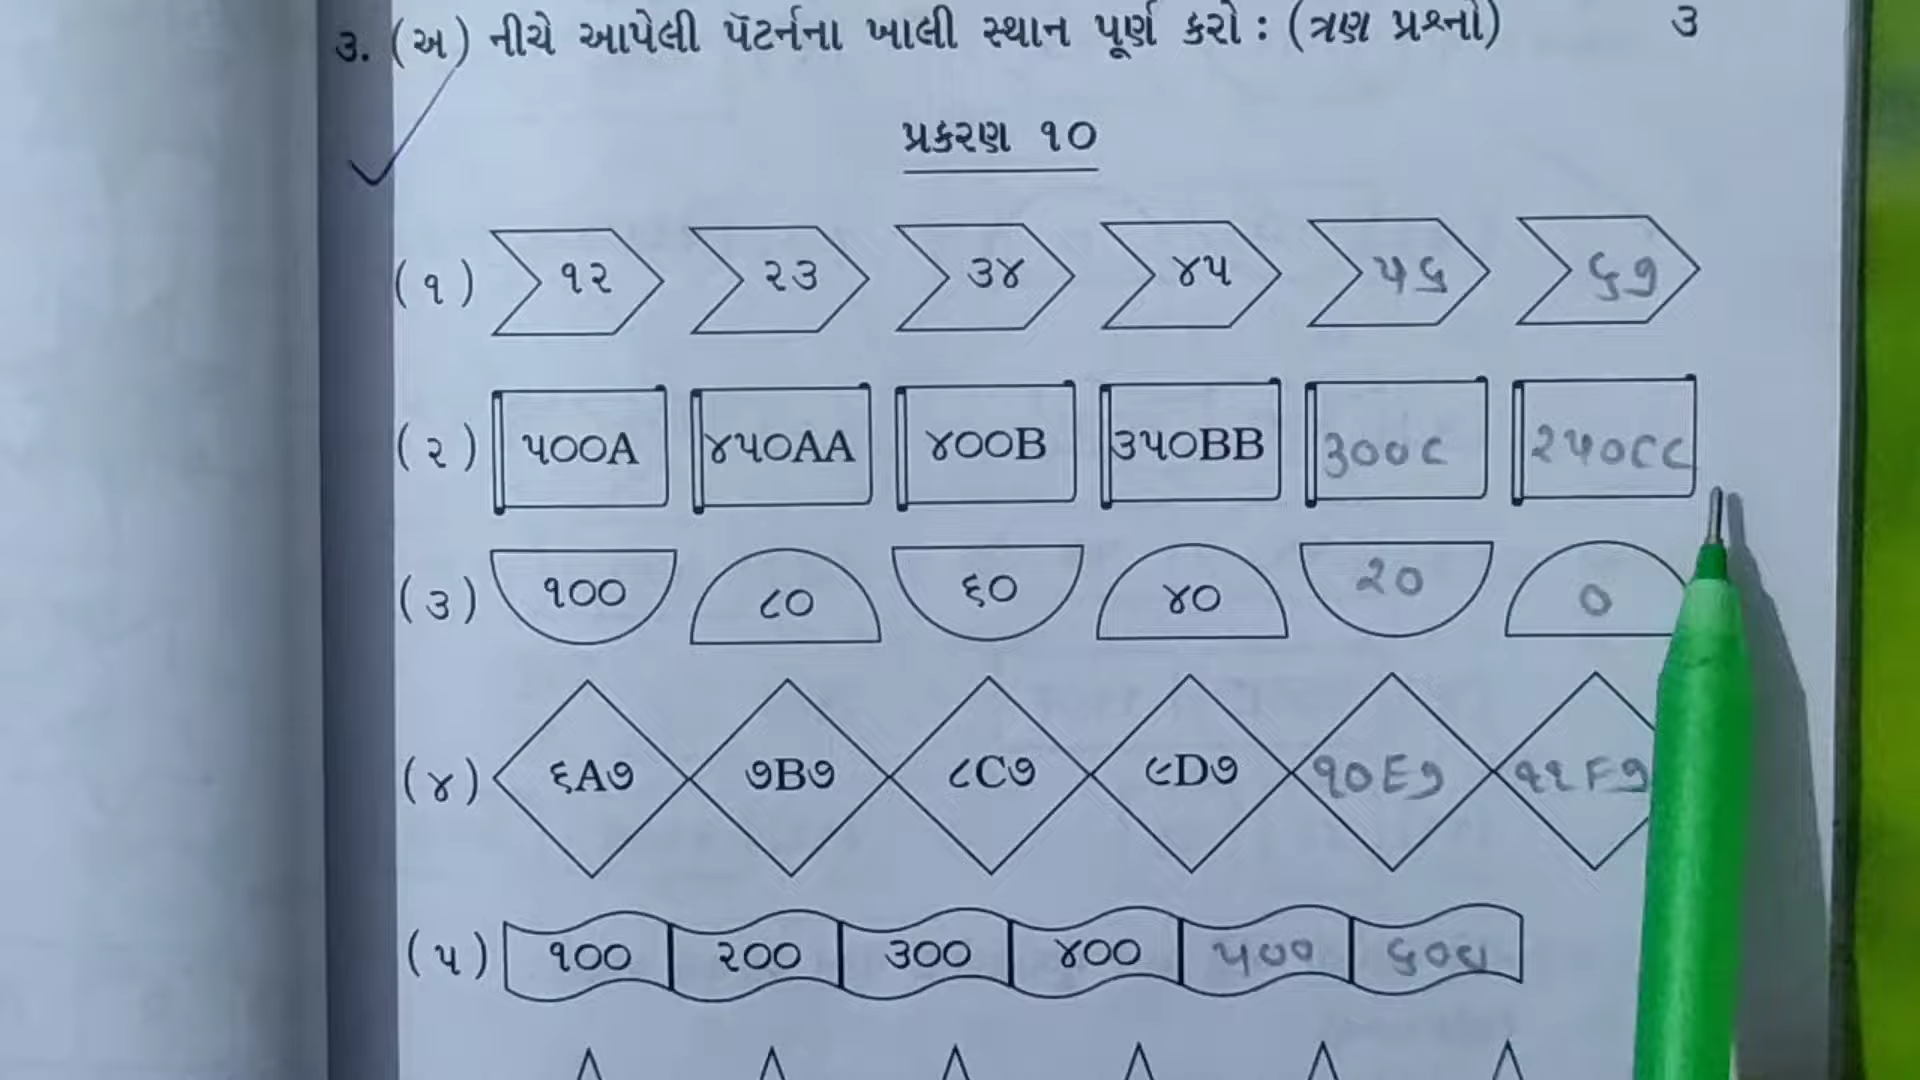 ૩. (અ) નીચે આપેલી પૅટર્નના ખાલી સ્થાન પૂર્ણ કરો : (ત્રણ પ્રશ્નો) ૩
પ્રકરણ ૧૦
(૧) ૧૨ ૨૩ ૩૪ ૪૫ ૫૬ ૬૭
(૨) ૫૦૦A ૪૫૦AA ૪૦૦B ૩૫૦BB ૩૦૦C ૨૫૦CC
(૩) ૧૦૦ ૮૦ ૬૦ ૪૦ ૨૦ ૦
(૪) ૬A૭ ૭B૭ ૮C૭ ૯D૭ ૧૦E૭ ૧૧F૭
(૫) ૧૦૦ ૨૦૦ ૩૦૦ ૪૦૦ ૫૦૦ ૬૦૦